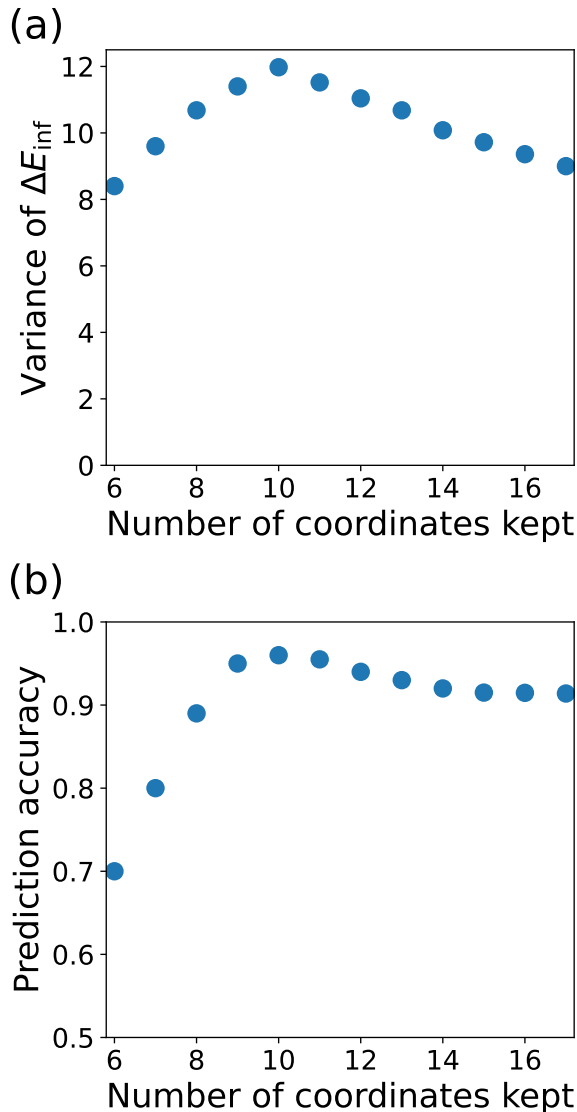 (a)
Variance of ΔE_inf
12
10
8
6
4
2
0
6 8 10 12 14 16
Number of coordinates kept
(b)
Prediction accuracy
1.0
0.9
0.8
0.7
0.6
0.5
6 8 10 12 14 16
Number of coordinates kept